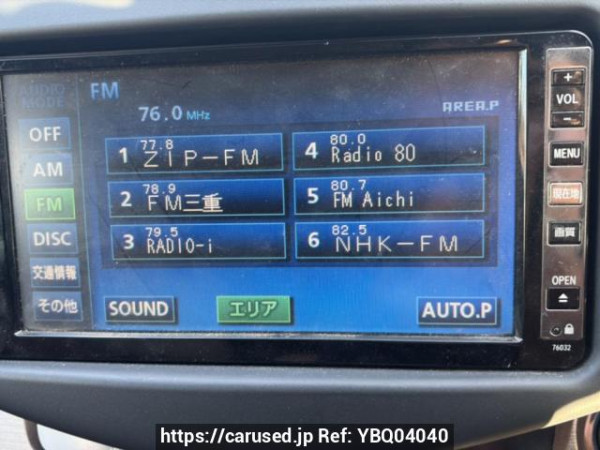 AUDIO
MODE
FM
76.0 MHz
AREA.P
OFF
AM
FM
DISC
交通情報
その他
1 77.8 ZIP-FM
2 78.9 FM三重
3 79.5 RADIO-i
4 80.0 Radio 80
5 80.7 FM Aichi
6 82.5 NHK-FM
SOUND
エリア
AUTO.P
+
VOL
-
MENU
現在地
画質
OPEN
76032
https://carused.jp Ref: YBQ04040